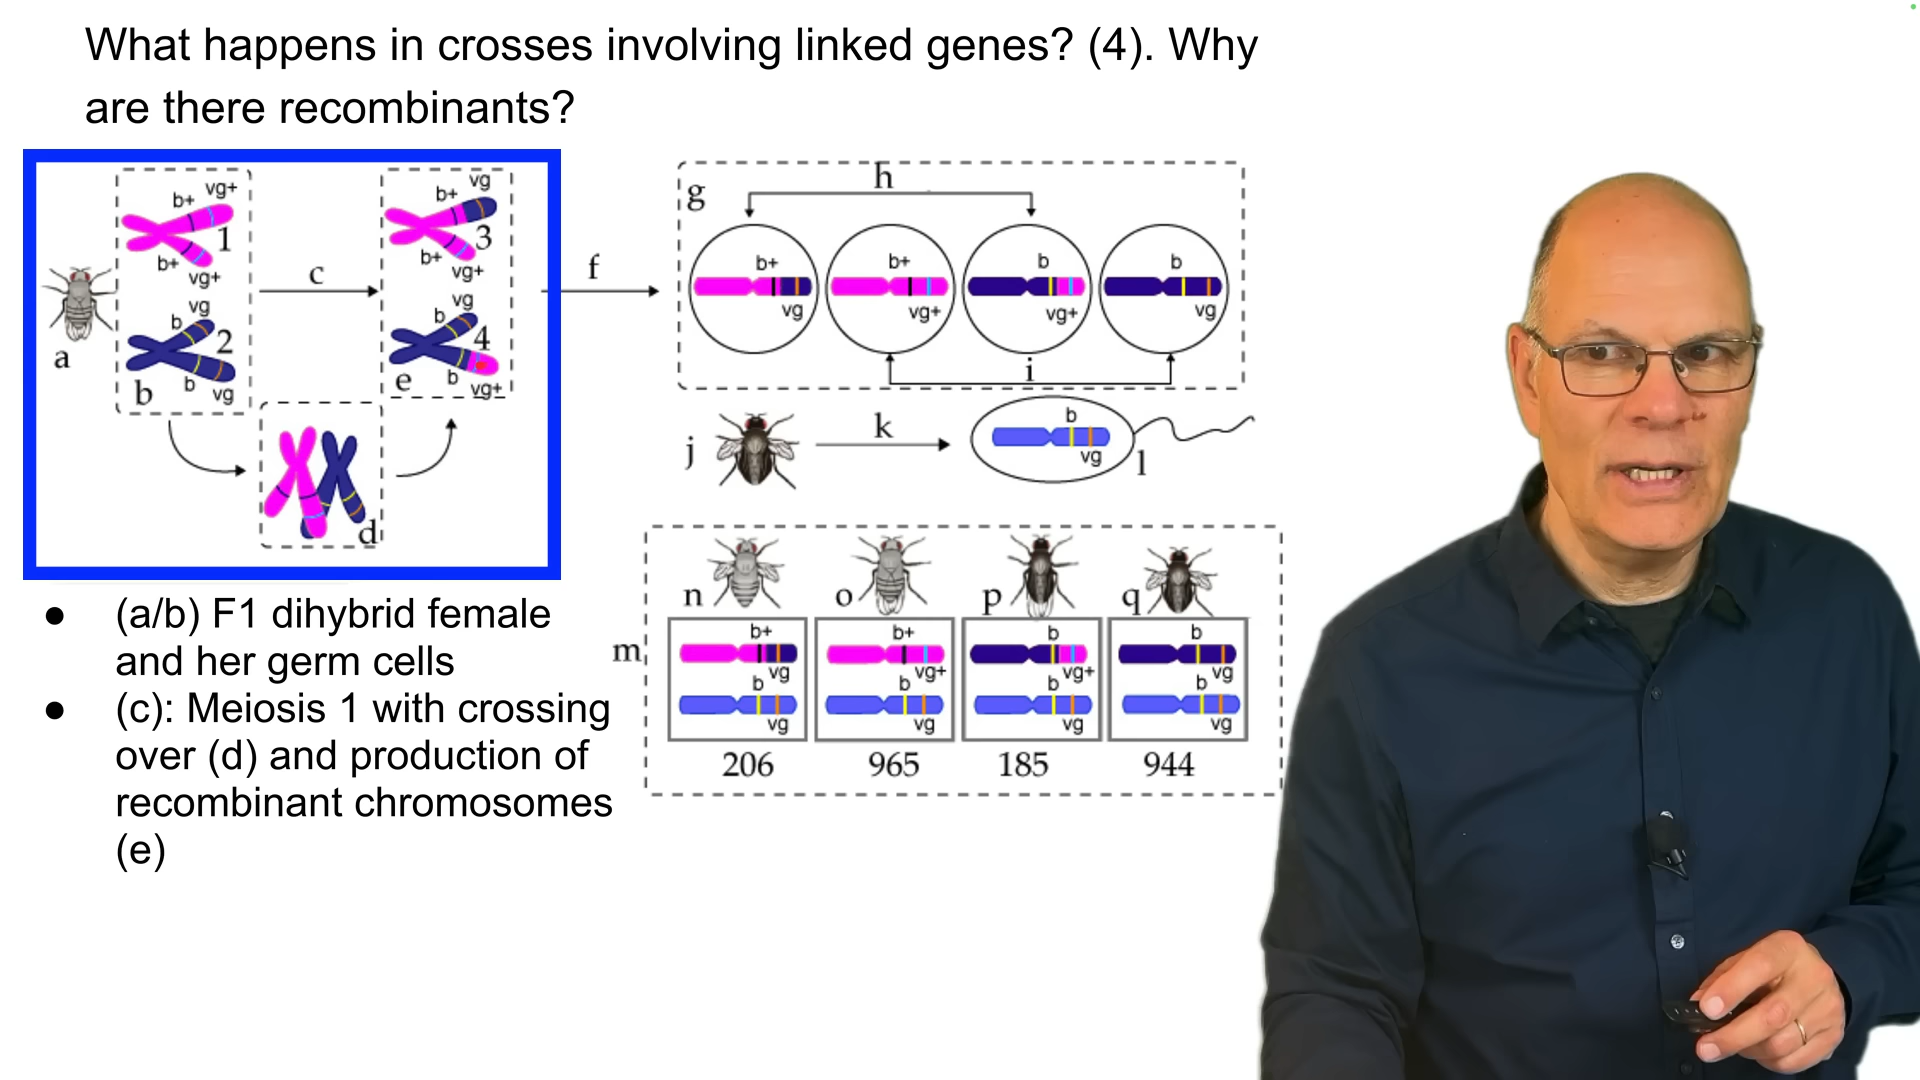 What happens in crosses involving linked genes? (4). Why
are there recombinants?
b+ vg+
1
b+ vg+
a
vg
b 2
b b vg
c
vg
b+
3
b+ vg+
vg
b 4
e b vg+
d
f
g h
b+ b+ b b
vg vg+ vg+ vg
i
j k b
vg l
n o p q
m
b+ b+ b b
vg vg+ vg+ vg
b b b b
vg vg vg vg
206 965 185 944
● (a/b) F1 dihybrid female
and her germ cells
● (c): Meiosis 1 with crossing
over (d) and production of
recombinant chromosomes
(e)